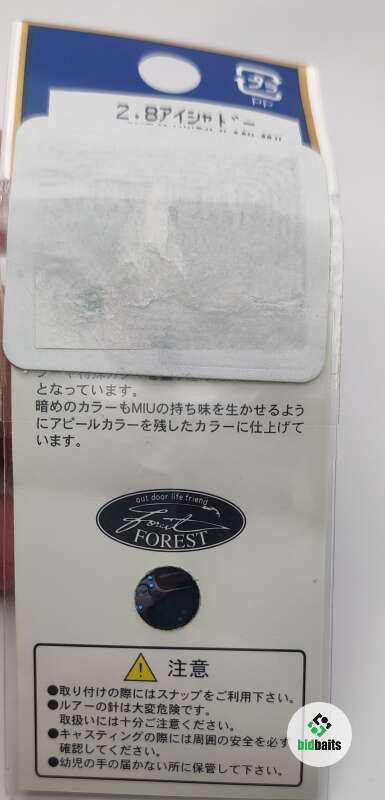 プラ
PP
2.8アイシャドー
となっています。
暗めのカラーもMIUの持ち味を生かせるよう
にアピールカラーを残したカラーに仕上げて
います。
out door life friend
Forest
FOREST
注意
●取り付けの際にはスナップをご利用下さい。
●ルアーの針は大変危険です。
取扱いには十分ご注意ください。
●キャスティングの際には周囲の安全を必ず
確認してください。
●幼児の手の届かない所に保管して下さい。
bidbaits